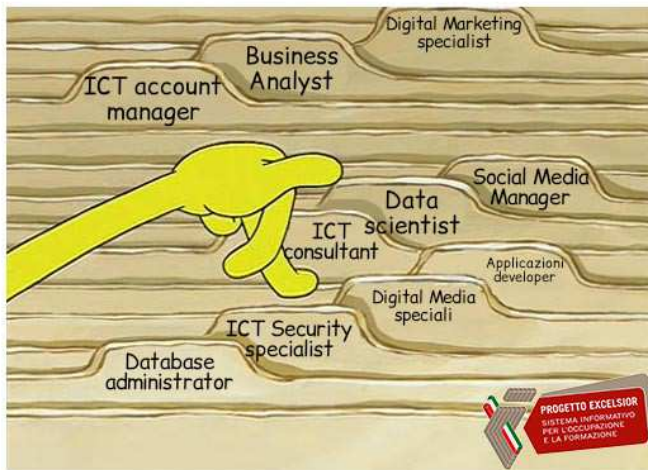 Digital Marketing
specialist
Business
Analyst
ICT account
manager
Social Media
Manager
Data
scientist
ICT
consultant
Applicazioni
developer
Digital Media
speciali
ICT Security
specialist
Database
administrator
PROGETTO EXCELSIOR
SISTEMA INFORMATIVO
PER L'OCCUPAZIONE
E LA FORMAZIONE